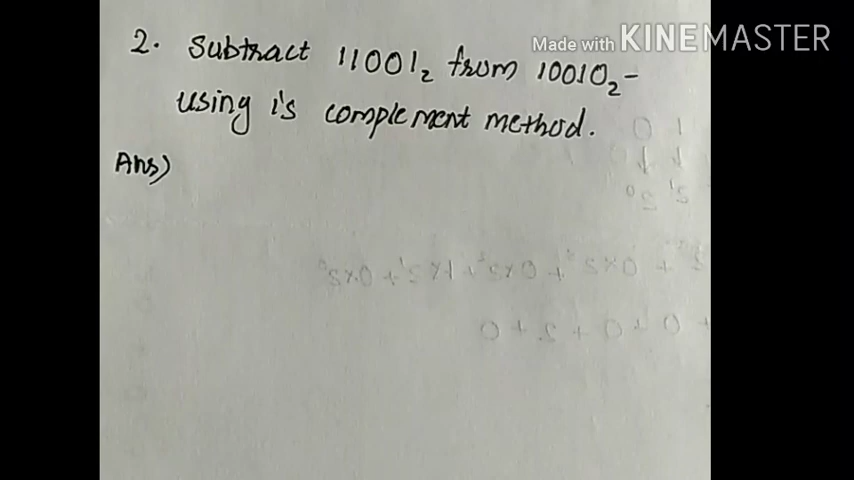 Made with KINEMASTER
2. Subtract 11001₂ from 10010₂ -
using 1's complement method.
Ans)